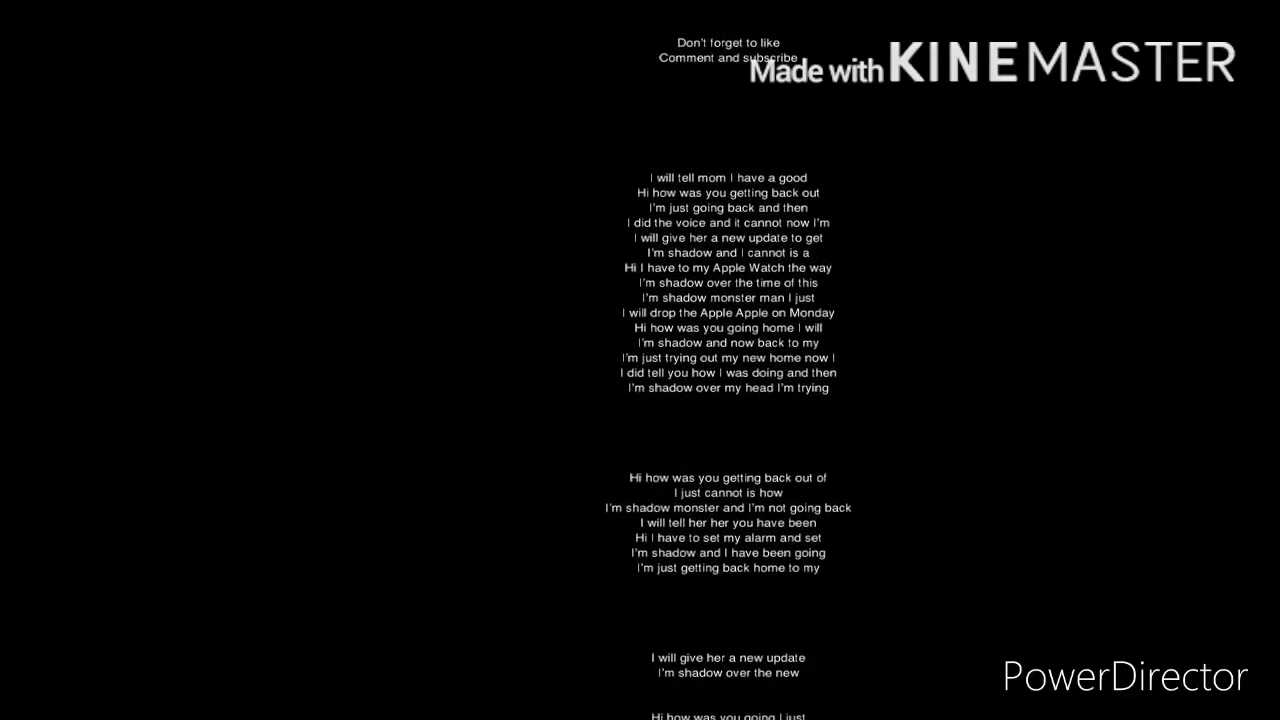 Don't forget to like
Comment and subscribe
Made with KINEMASTER
I will tell mom I have a good
Hi how was you getting back out
I'm just going back and then
I did the voice and it cannot now I'm
I will give her a new update to get
I'm shadow and I cannot is a
Hi I have to my Apple Watch the way
I'm shadow over the time of this
I'm shadow monster man I just
I will drop the Apple Apple on Monday
Hi how was you going home I will
I'm shadow and now back to my
I'm just trying out my new home now I
I did tell you how I was doing and then
I'm shadow over my head I'm trying
Hi how was you getting back out of
I just cannot is how
I'm shadow monster and I'm not going back
I will tell her her you have been
Hi I have to set my alarm and set
I'm shadow and I have been going
I'm just getting back home to my
I will give her a new update
I'm shadow over the new
PowerDirector
Hi how was you going I just